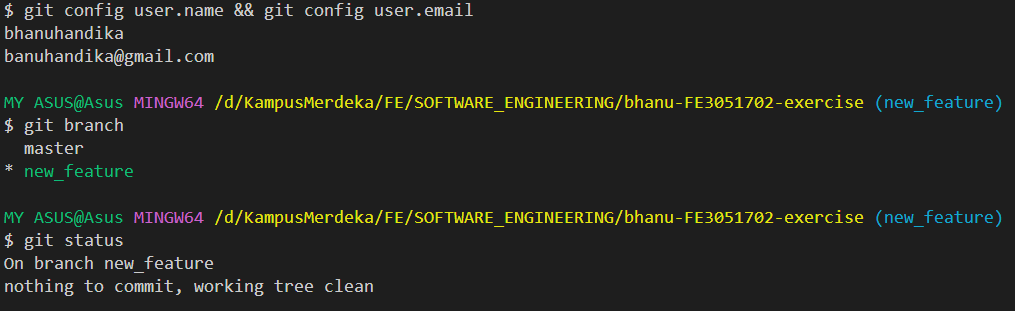 $ git config user.name && git config user.email
bhanuhandika
banuhandika@gmail.com
MY ASUS@Asus MINGW64 /d/KampusMerdeka/FE/SOFTWARE_ENGINEERING/bhanu-FE3051702-exercise (new_feature)
$ git branch
  master
* new_feature
MY ASUS@Asus MINGW64 /d/KampusMerdeka/FE/SOFTWARE_ENGINEERING/bhanu-FE3051702-exercise (new_feature)
$ git status
On branch new_feature
nothing to commit, working tree clean